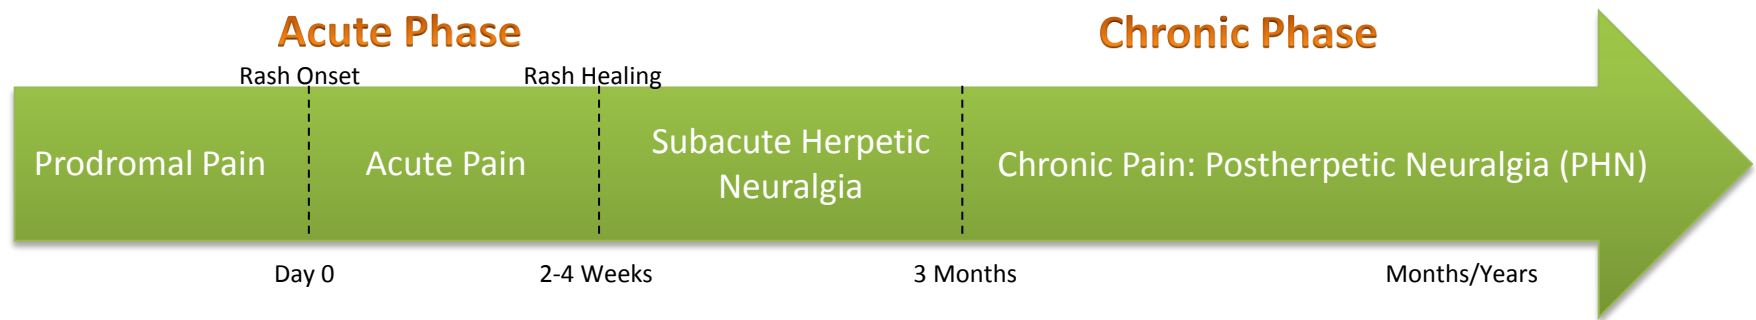 Acute Phase
Chronic Phase
Rash Onset
Rash Healing
Prodromal Pain
Acute Pain
Subacute Herpetic
Neuralgia
Chronic Pain: Postherpetic Neuralgia (PHN)
Day 0
2-4 Weeks
3 Months
Months/Years